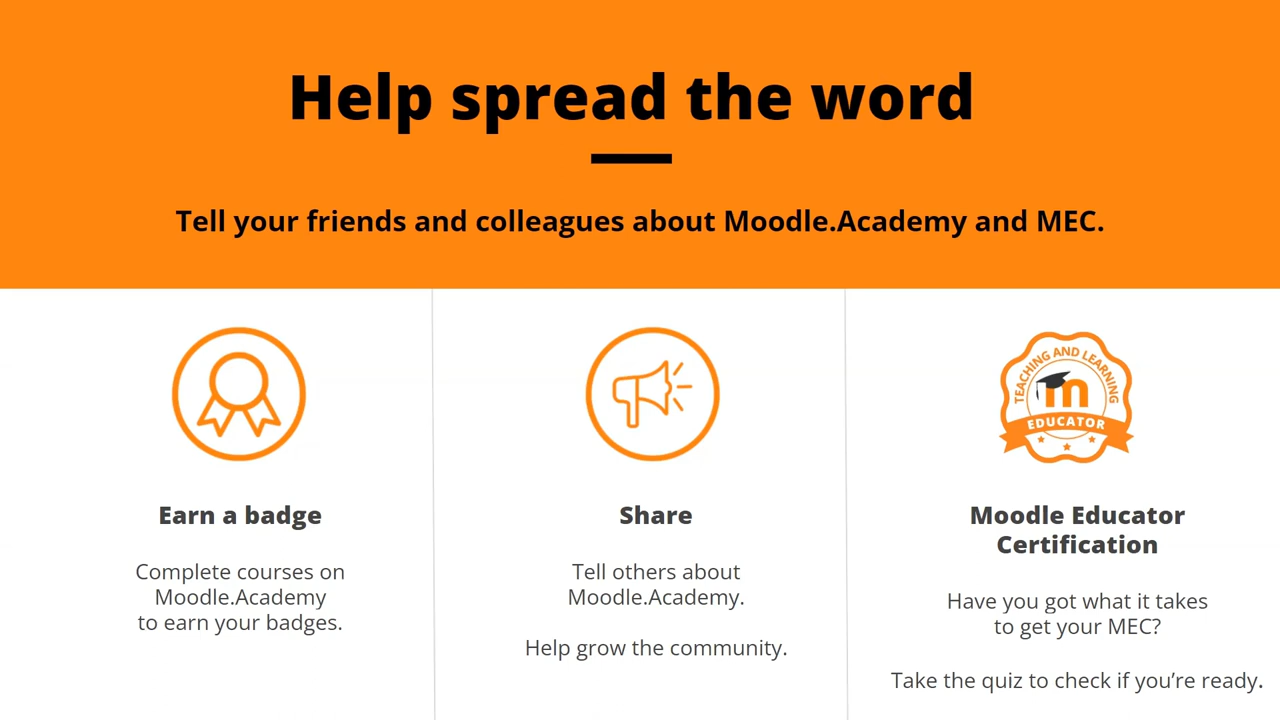 Help spread the word
Tell your friends and colleagues about Moodle.Academy and MEC.
Earn a badge
Complete courses on
Moodle.Academy
to earn your badges.
Share
Tell others about
Moodle.Academy.
Help grow the community.
TEACHING AND LEARNING
m
EDUCATOR
Moodle Educator
Certification
Have you got what it takes
to get your MEC?
Take the quiz to check if you’re ready.